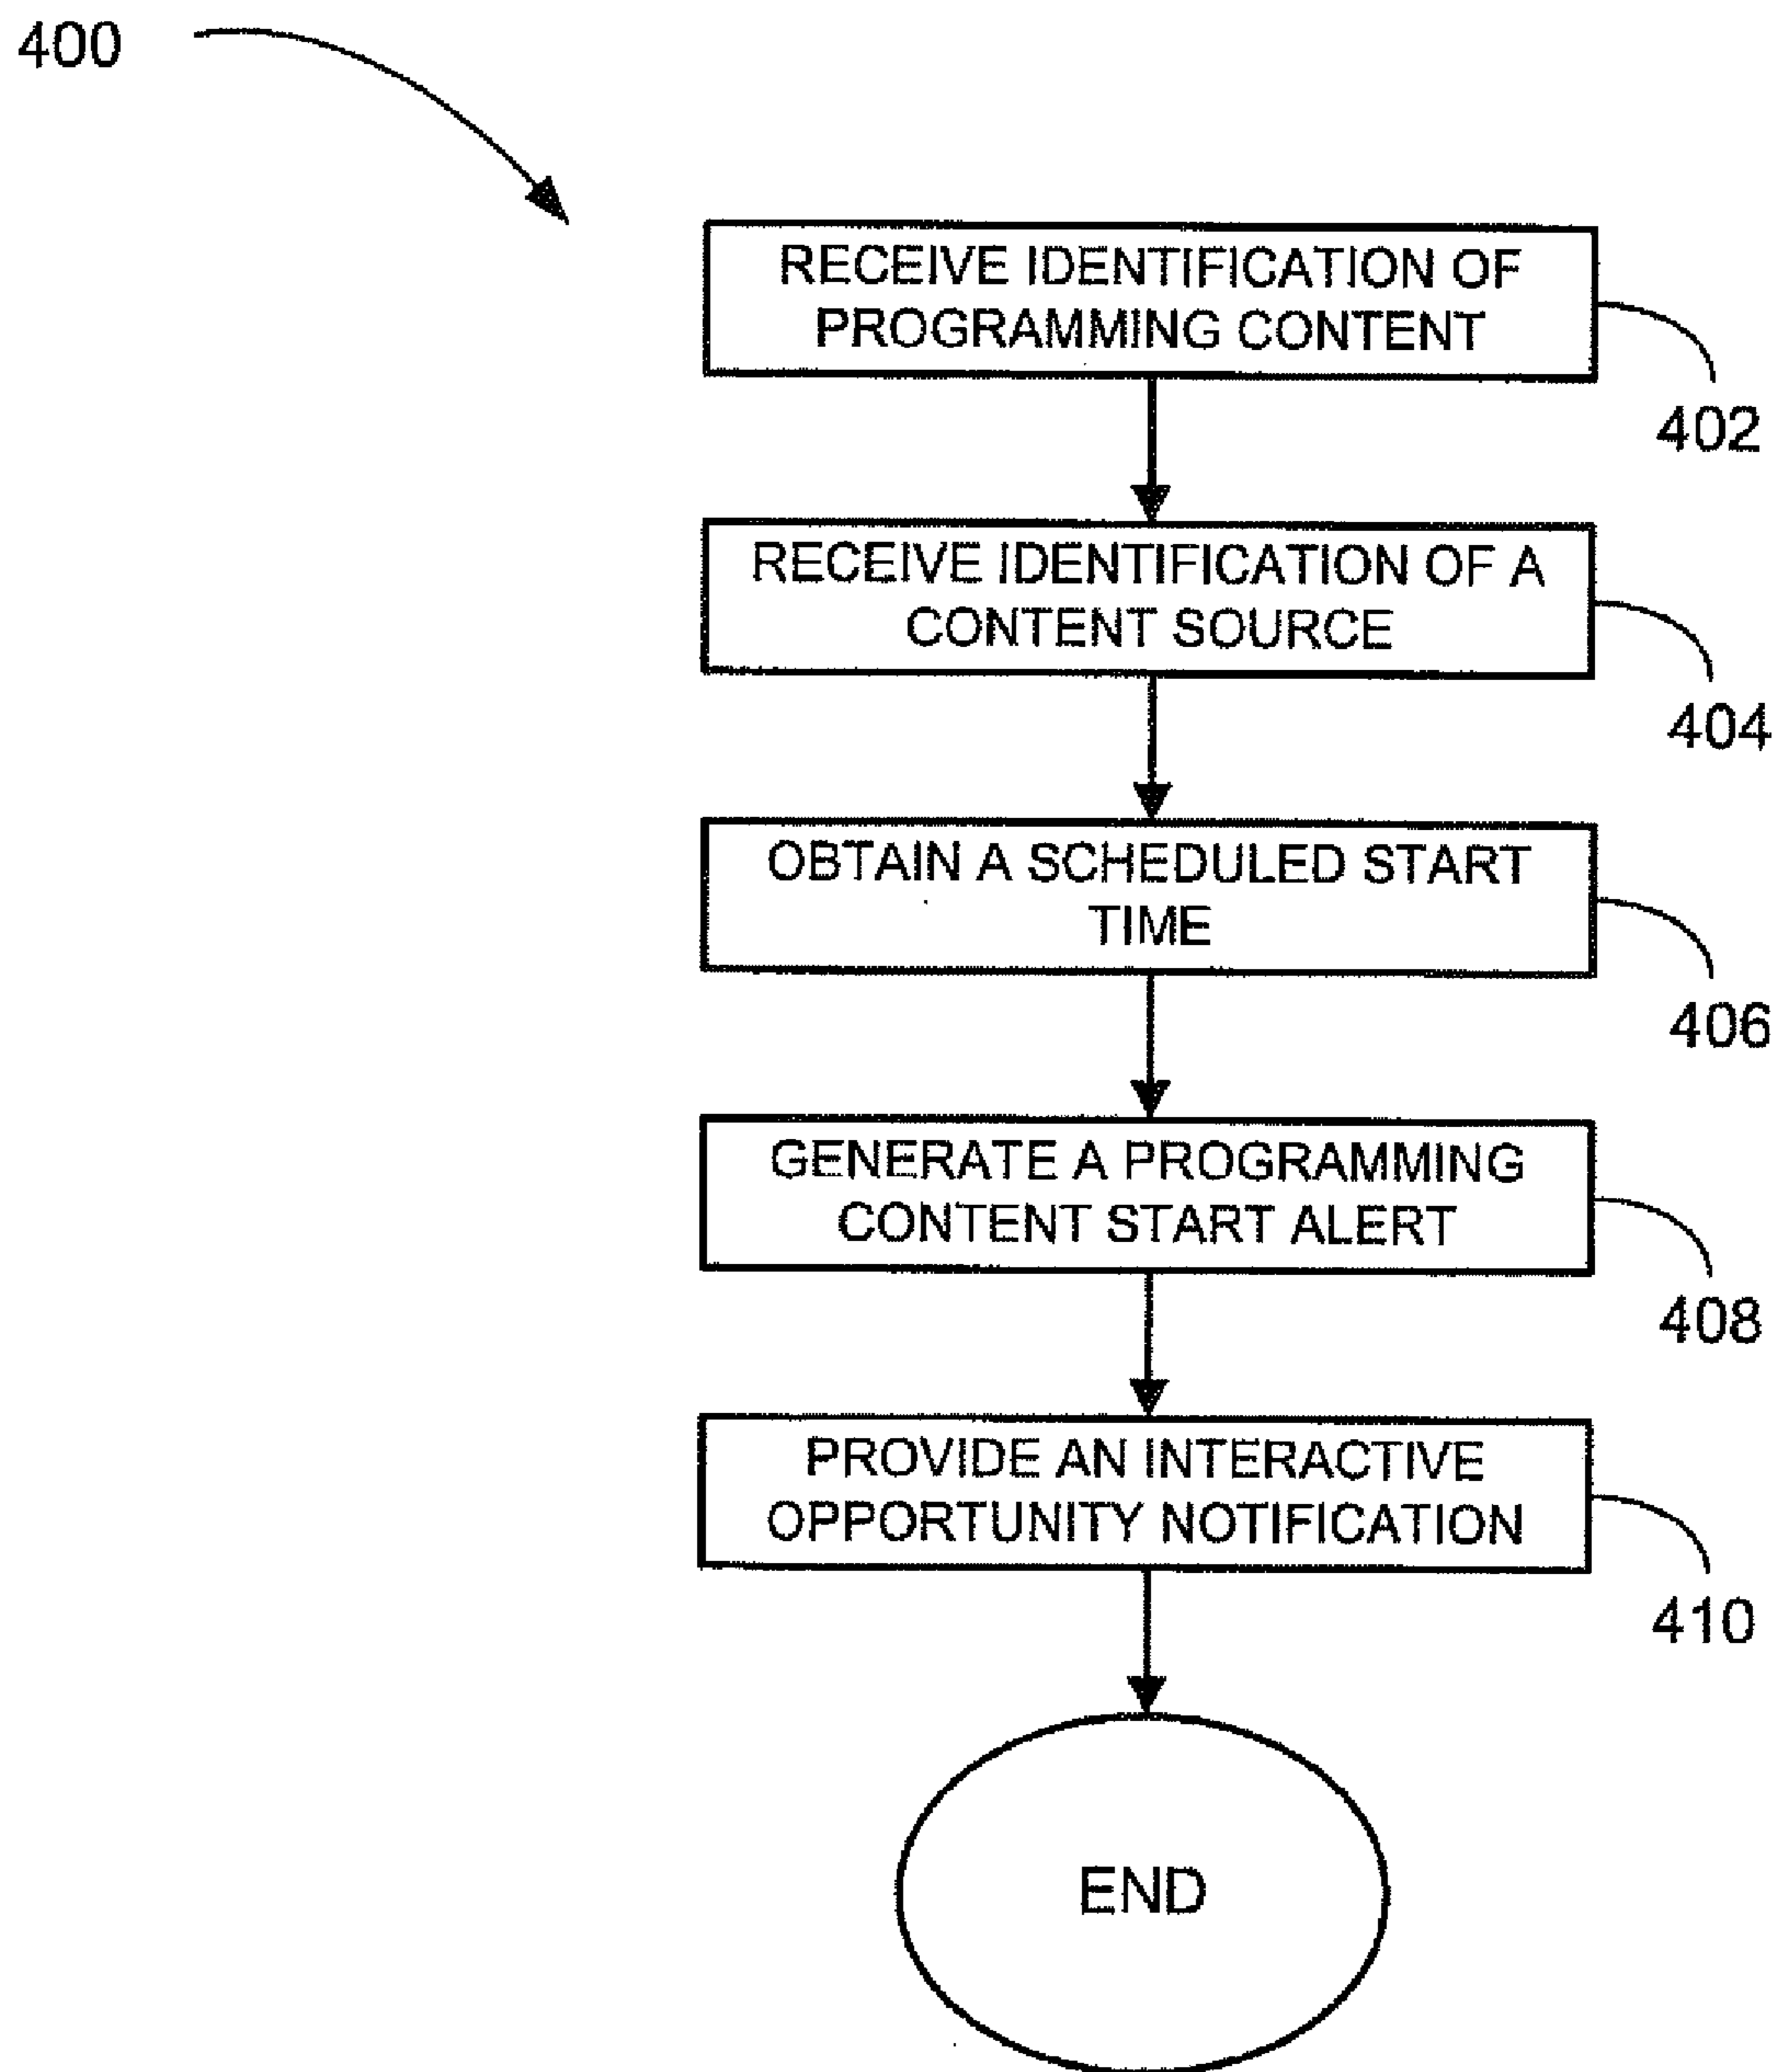 400
RECEIVE IDENTIFICATION OF
PROGRAMMING CONTENT
402
RECEIVE IDENTIFICATION OF A
CONTENT SOURCE
404
OBTAIN A SCHEDULED START
TIME
406
GENERATE A PROGRAMMING
CONTENT START ALERT
408
PROVIDE AN INTERACTIVE
OPPORTUNITY NOTIFICATION
410
END